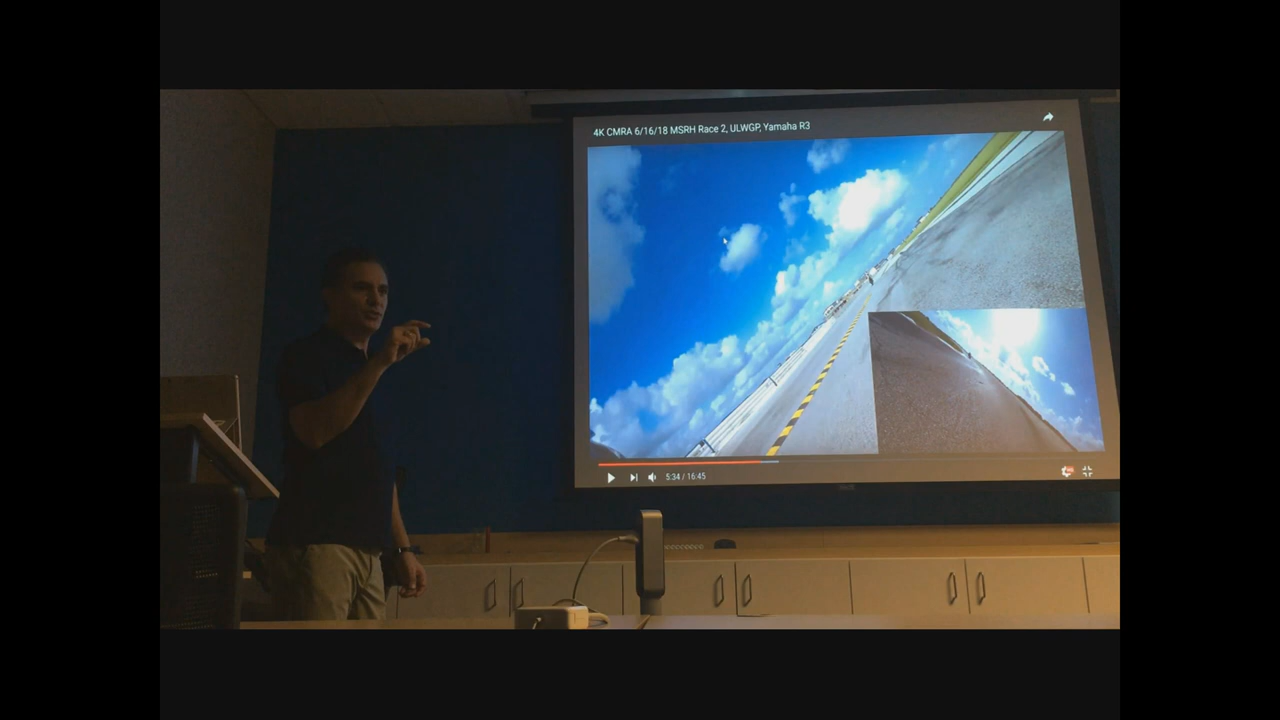 4K CMRA 6/16/18 MSRH Race 2, ULWGP, Yamaha R3
5:34 / 16:45